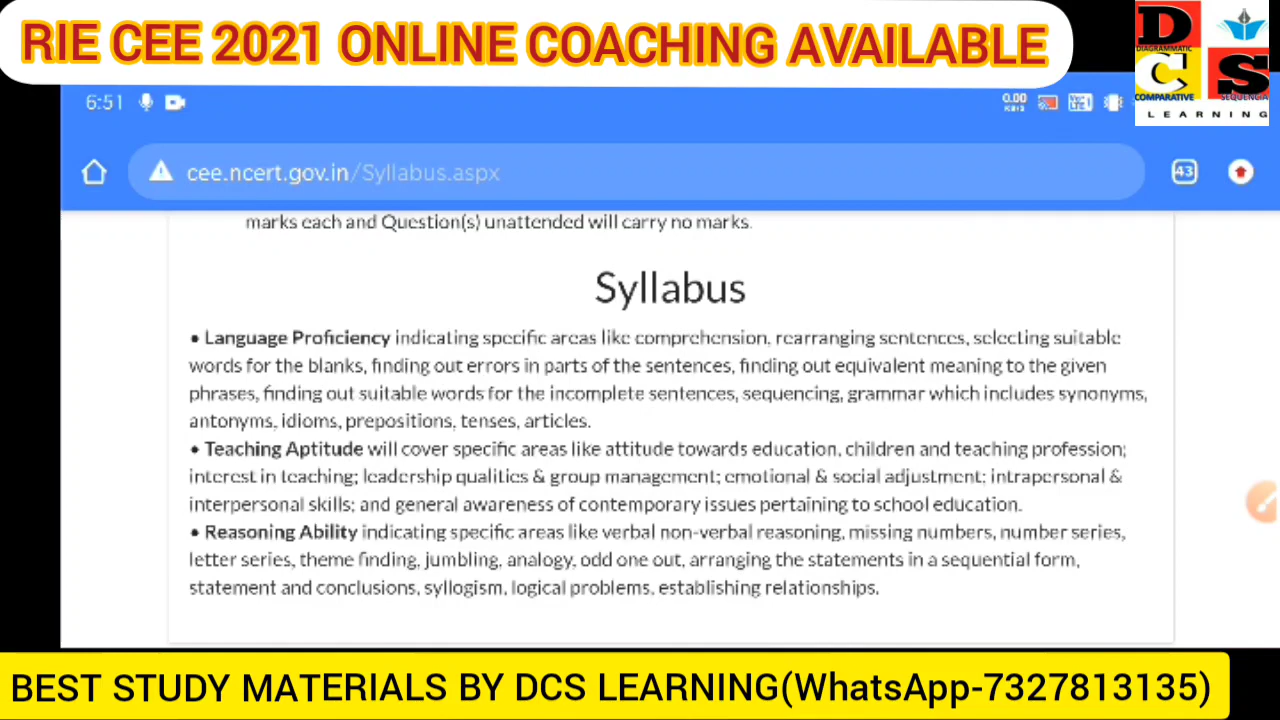 RIE CEE 2021 ONLINE COACHING AVAILABLE
D
DIAGRAMMATIC
C S
COMPARATIVE SEQUENCIA
LEARNING
6:51
0.00
KB/S
cee.ncert.gov.in/Syllabus.aspx
43
marks each and Question(s) unattended will carry no marks.
Syllabus
• Language Proficiency indicating specific areas like comprehension, rearranging sentences, selecting suitable
words for the blanks, finding out errors in parts of the sentences, finding out equivalent meaning to the given
phrases, finding out suitable words for the incomplete sentences, sequencing, grammar which includes synonyms,
antonyms, idioms, prepositions, tenses, articles.
• Teaching Aptitude will cover specific areas like attitude towards education, children and teaching profession;
interest in teaching; leadership qualities & group management; emotional & social adjustment; intrapersonal &
interpersonal skills; and general awareness of contemporary issues pertaining to school education.
• Reasoning Ability indicating specific areas like verbal non-verbal reasoning, missing numbers, number series,
letter series, theme finding, jumbling, analogy, odd one out, arranging the statements in a sequential form,
statement and conclusions, syllogism, logical problems, establishing relationships.
BEST STUDY MATERIALS BY DCS LEARNING(WhatsApp-7327813135)